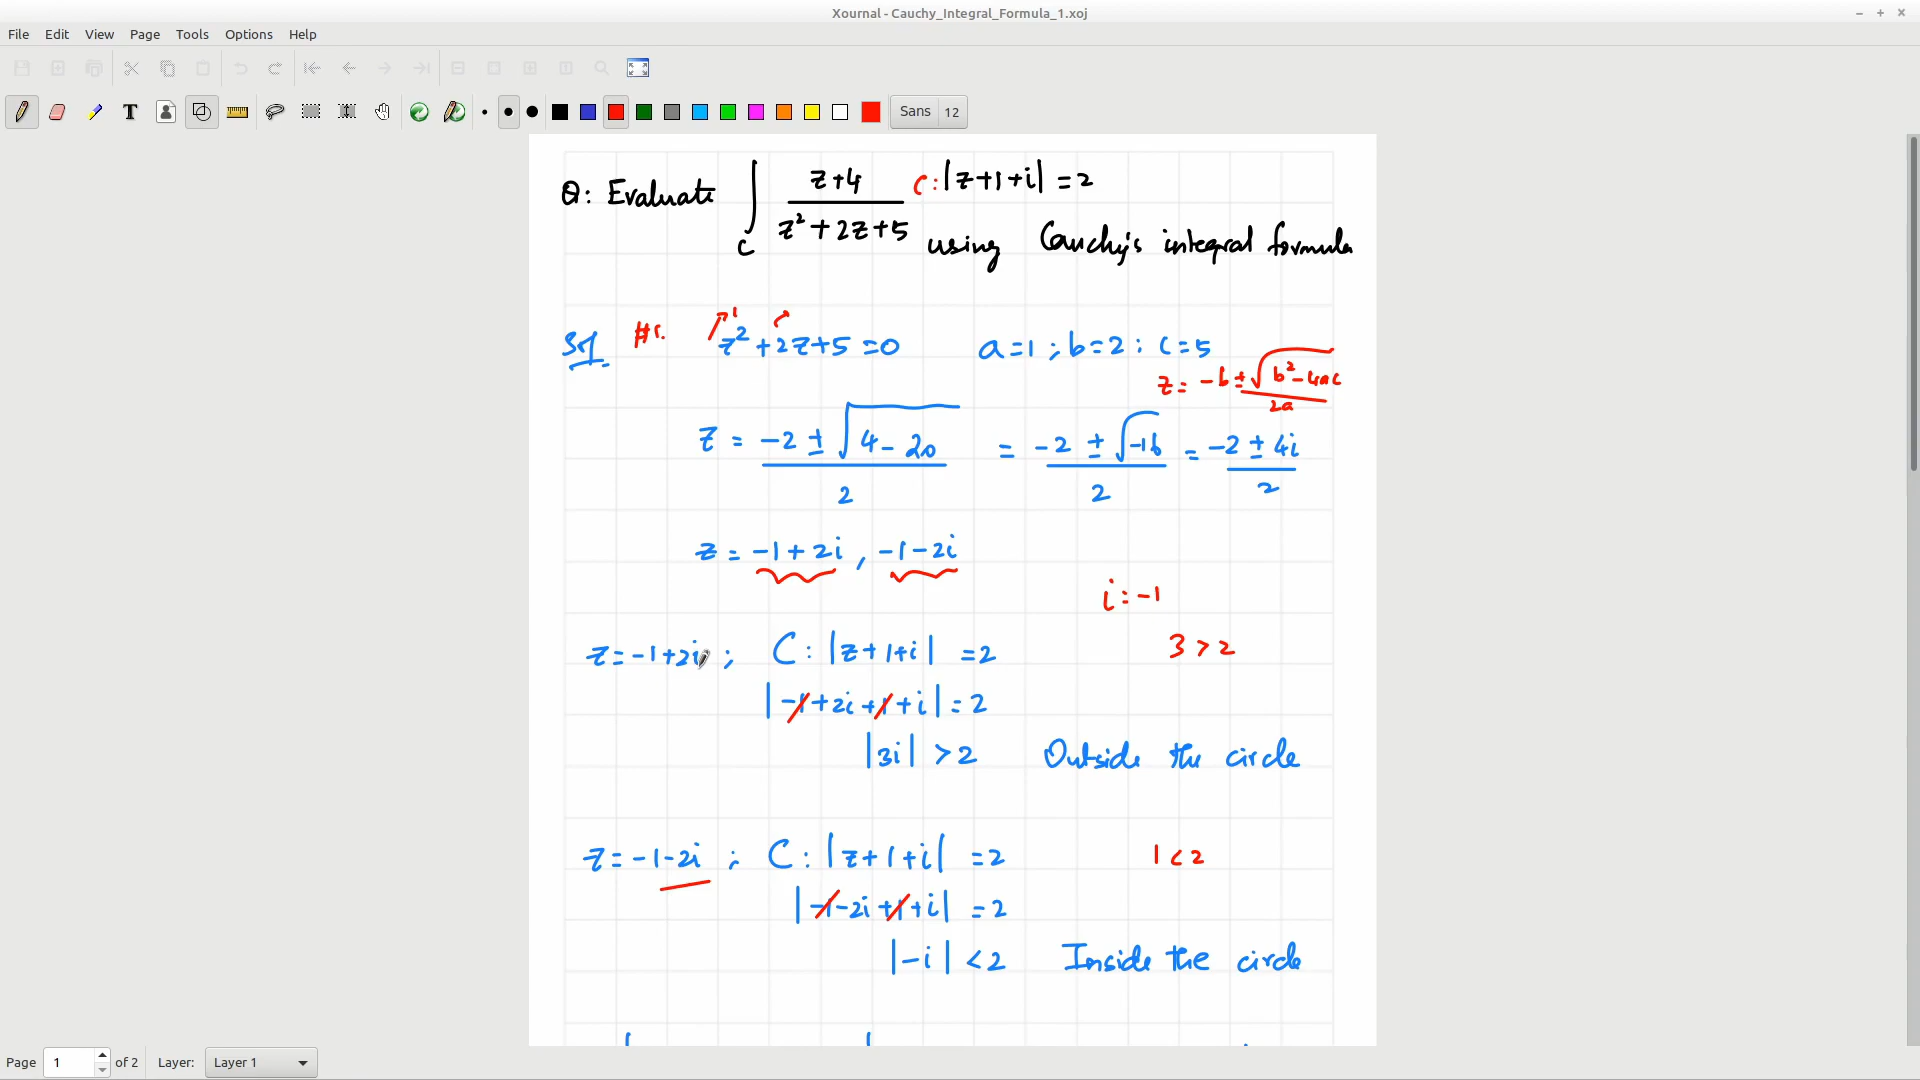 Xournal - Cauchy_Integral_Formula_1.xoj
File Edit View Page Tools Options Help
Sans 12
Q: Evaluate ∫_C (z+4)/(z²+2z+5) C: |z+1+i| = 2
using Cauchy's integral formula
Sol #1. z²+2z+5=0 a=1 ; b=2 ; c=5
z = (-b ± √(b²-4ac))/2a
z = (-2 ± √(4-20))/2 = (-2 ± √-16)/2 = (-2 ± 4i)/2
z = -1+2i , -1-2i
i = -1
z=-1+2i ; C: |z+1+i| = 2 3 > 2
|-1+2i+1+i| = 2
|3i| > 2 Outside the circle
z=-1-2i ; C: |z+1+i| = 2 1 < 2
|-1-2i+1+i| = 2
|-i| < 2 Inside the circle
Page 1 of 2 Layer: Layer 1